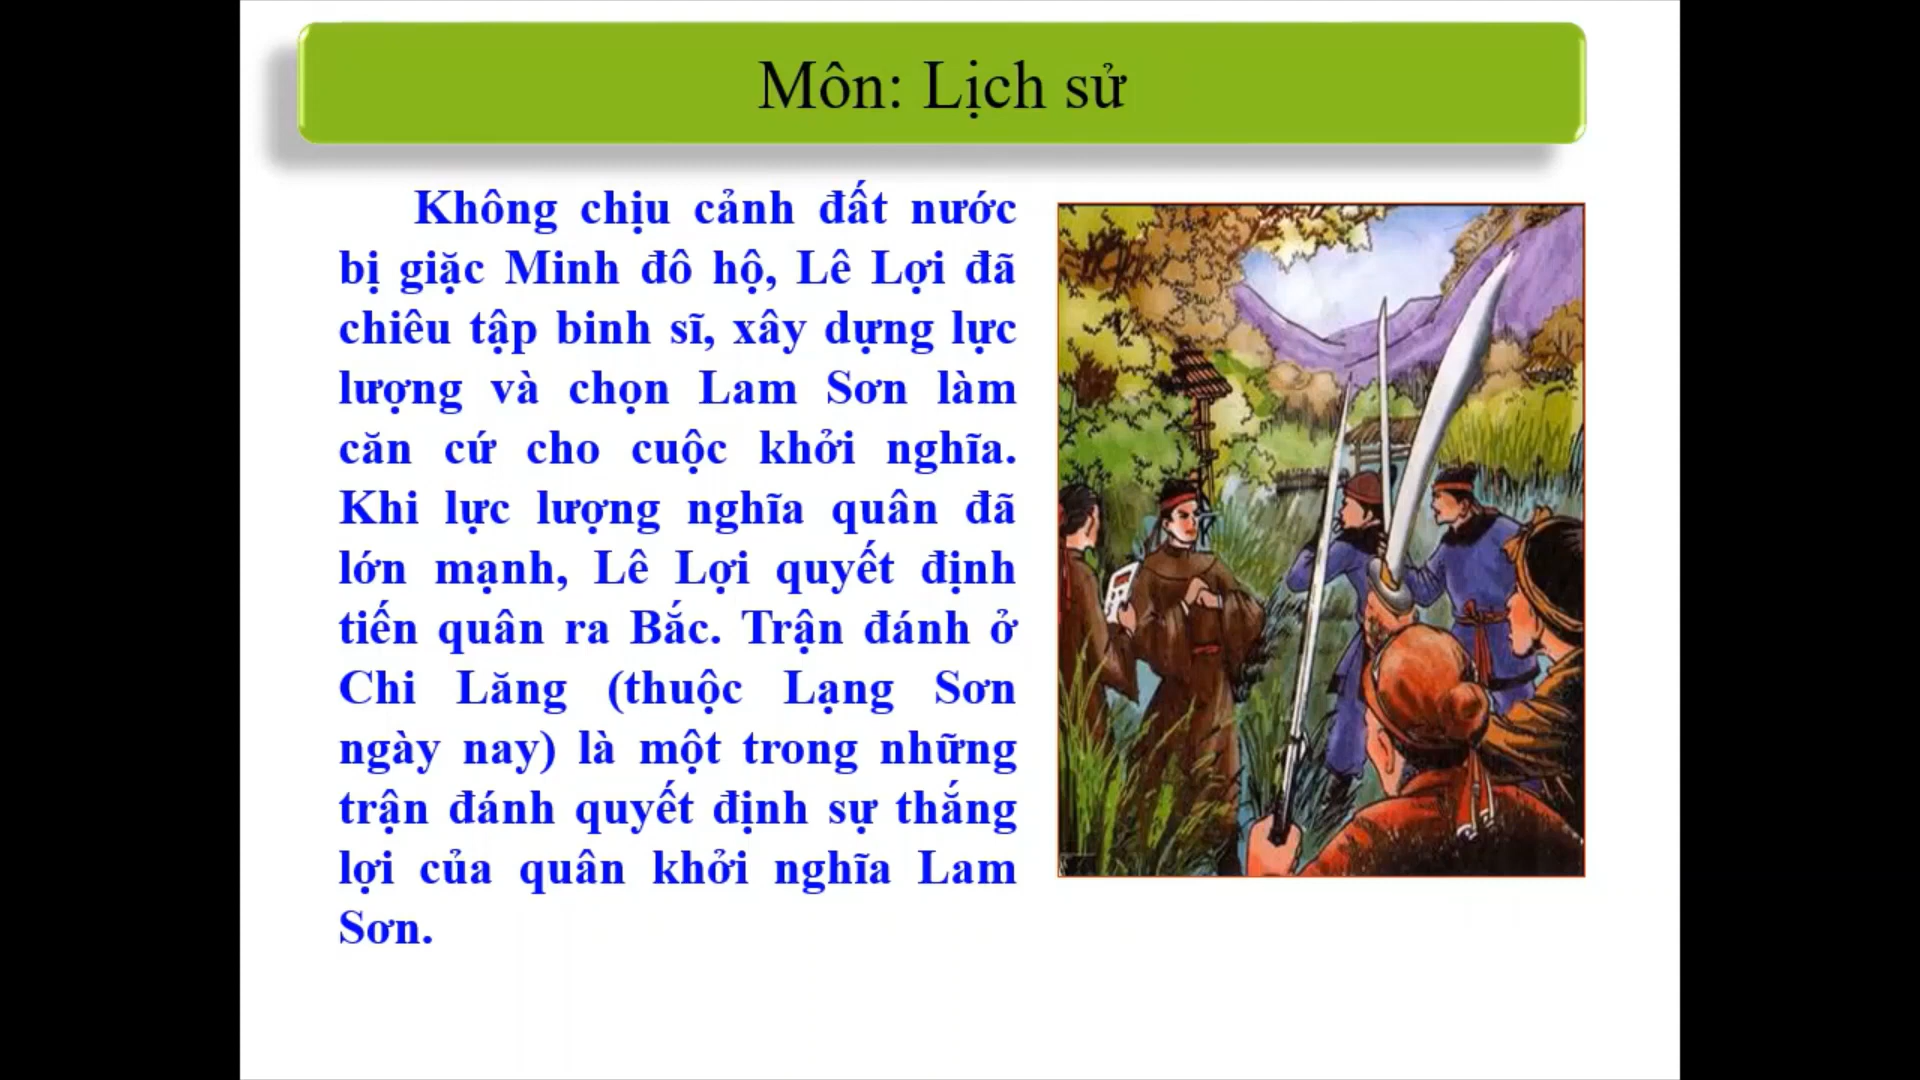 Môn: Lịch sử
Không chịu cảnh đất nước
bị giặc Minh đô hộ, Lê Lợi đã
chiêu tập binh sĩ, xây dựng lực
lượng và chọn Lam Sơn làm
căn cứ cho cuộc khởi nghĩa.
Khi lực lượng nghĩa quân đã
lớn mạnh, Lê Lợi quyết định
tiến quân ra Bắc. Trận đánh ở
Chi Lăng (thuộc Lạng Sơn
ngày nay) là một trong những
trận đánh quyết định sự thắng
lợi của quân khởi nghĩa Lam
Sơn.